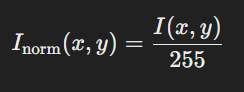 I_norm(x, y) = I(x, y) / 255